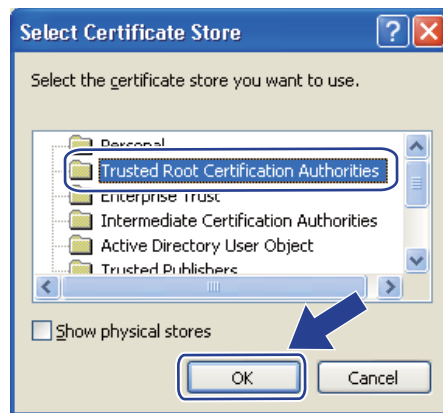 Select Certificate Store
Select the certificate store you want to use.
Personal
Trusted Root Certification Authorities
Enterprise Trust
Intermediate Certification Authorities
Active Directory User Object
Trusted Publishers
Show physical stores
OK
Cancel